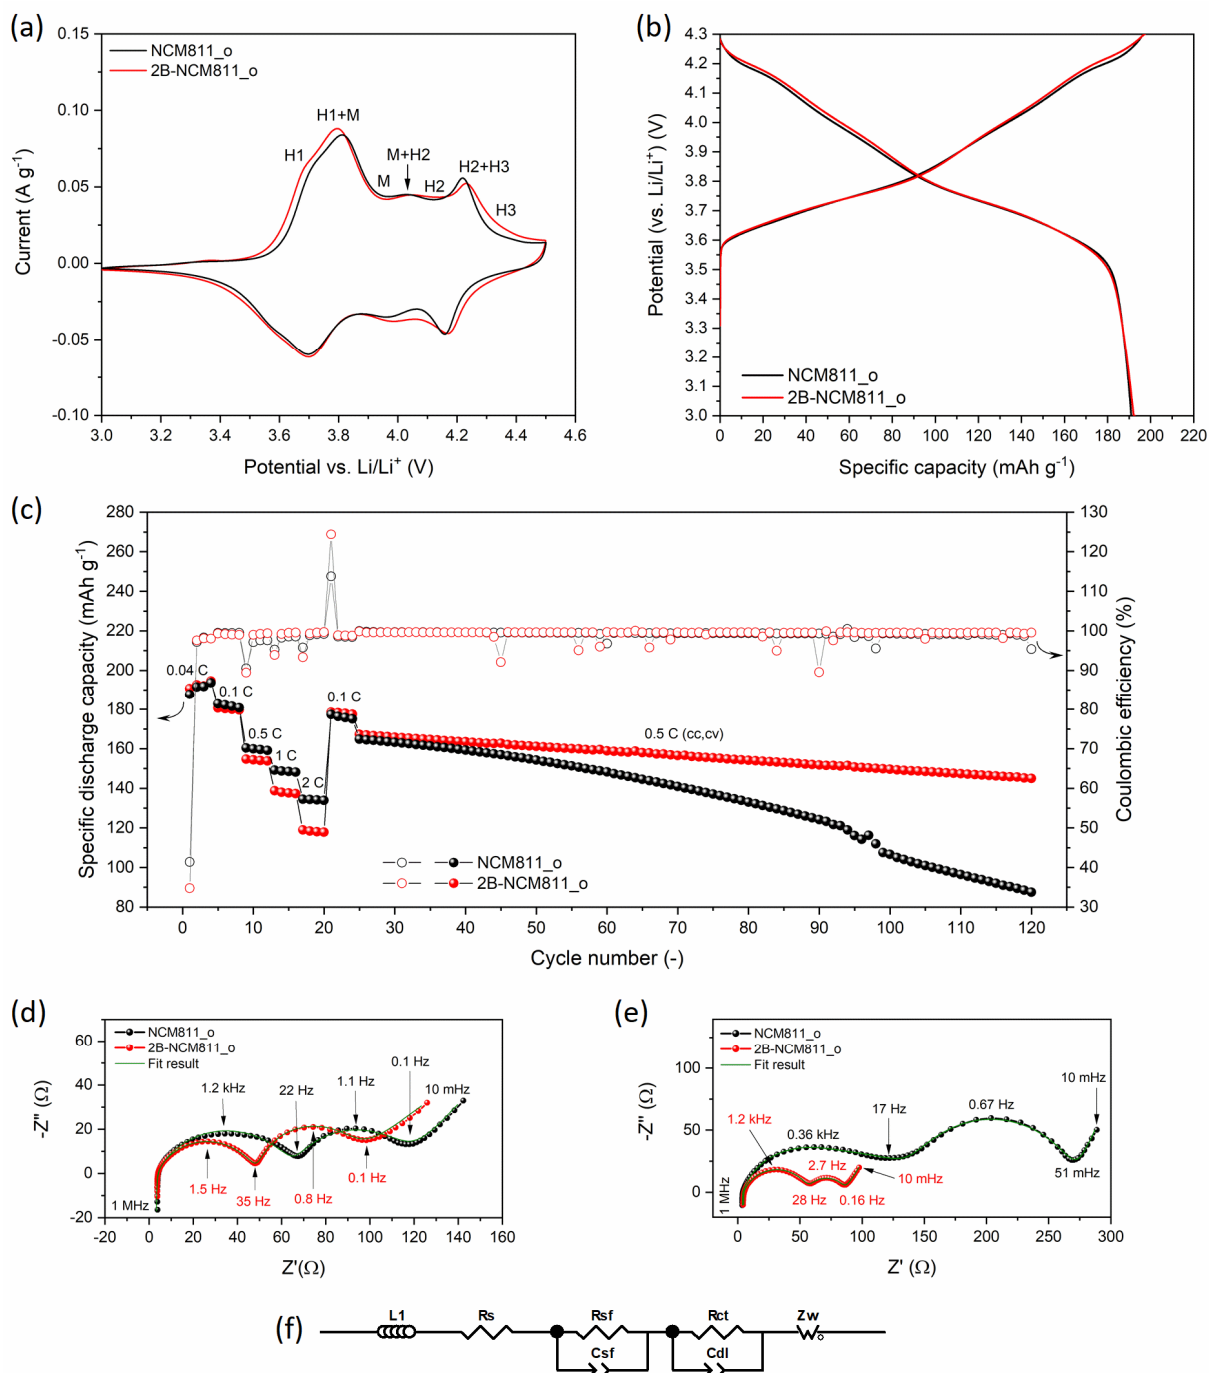 (a)
0.15
0.10
0.05
0.00
-0.05
-0.10
Current (A g⁻¹)
NCM811_o
2B-NCM811_o
H1+M
H1
M+H2
M
H2
H2+H3
H3
3.0 3.2 3.4 3.6 3.8 4.0 4.2 4.4 4.6
Potential vs. Li/Li⁺ (V)
(b)
4.3
4.2
4.1
4.0
3.9
3.8
3.7
3.6
3.5
3.4
3.3
3.2
3.1
3.0
Potential (vs. Li/Li⁺) (V)
NCM811_o
2B-NCM811_o
0 20 40 60 80 100 120 140 160 180 200 220
Specific capacity (mAh g⁻¹)
(c)
280
260
240
220
200
180
160
140
120
100
80
Specific discharge capacity (mAh g⁻¹)
0.04 C
0.1 C
0.5 C
1 C
2 C
0.1 C
0.5 C (cc,cv)
NCM811_o
2B-NCM811_o
130
120
110
100
90
80
70
60
50
40
30
Coulombic efficiency (%)
0 10 20 30 40 50 60 70 80 90 100 110 120
Cycle number (-)
(d)
80
60
40
20
0
-20
-Z'' (Ω)
NCM811_o
2B-NCM811_o
Fit result
1.2 kHz
22 Hz
1.1 Hz
0.1 Hz
10 mHz
1 MHz
1.5 Hz
35 Hz
0.8 Hz
0.1 Hz
-20 0 20 40 60 80 100 120 140 160
Z'(Ω)
(e)
100
50
0
-Z'' (Ω)
NCM811_o
2B-NCM811_o
Fit result
1.2 kHz
0.36 kHz
17 Hz
0.67 Hz
10 mHz
51 mHz
1 MHz
2.7 Hz
28 Hz
0.16 Hz
10 mHz
0 50 100 150 200 250 300
Z' (Ω)
(f)
L1 Rs Rsf Rct Zw
Csf Cdl